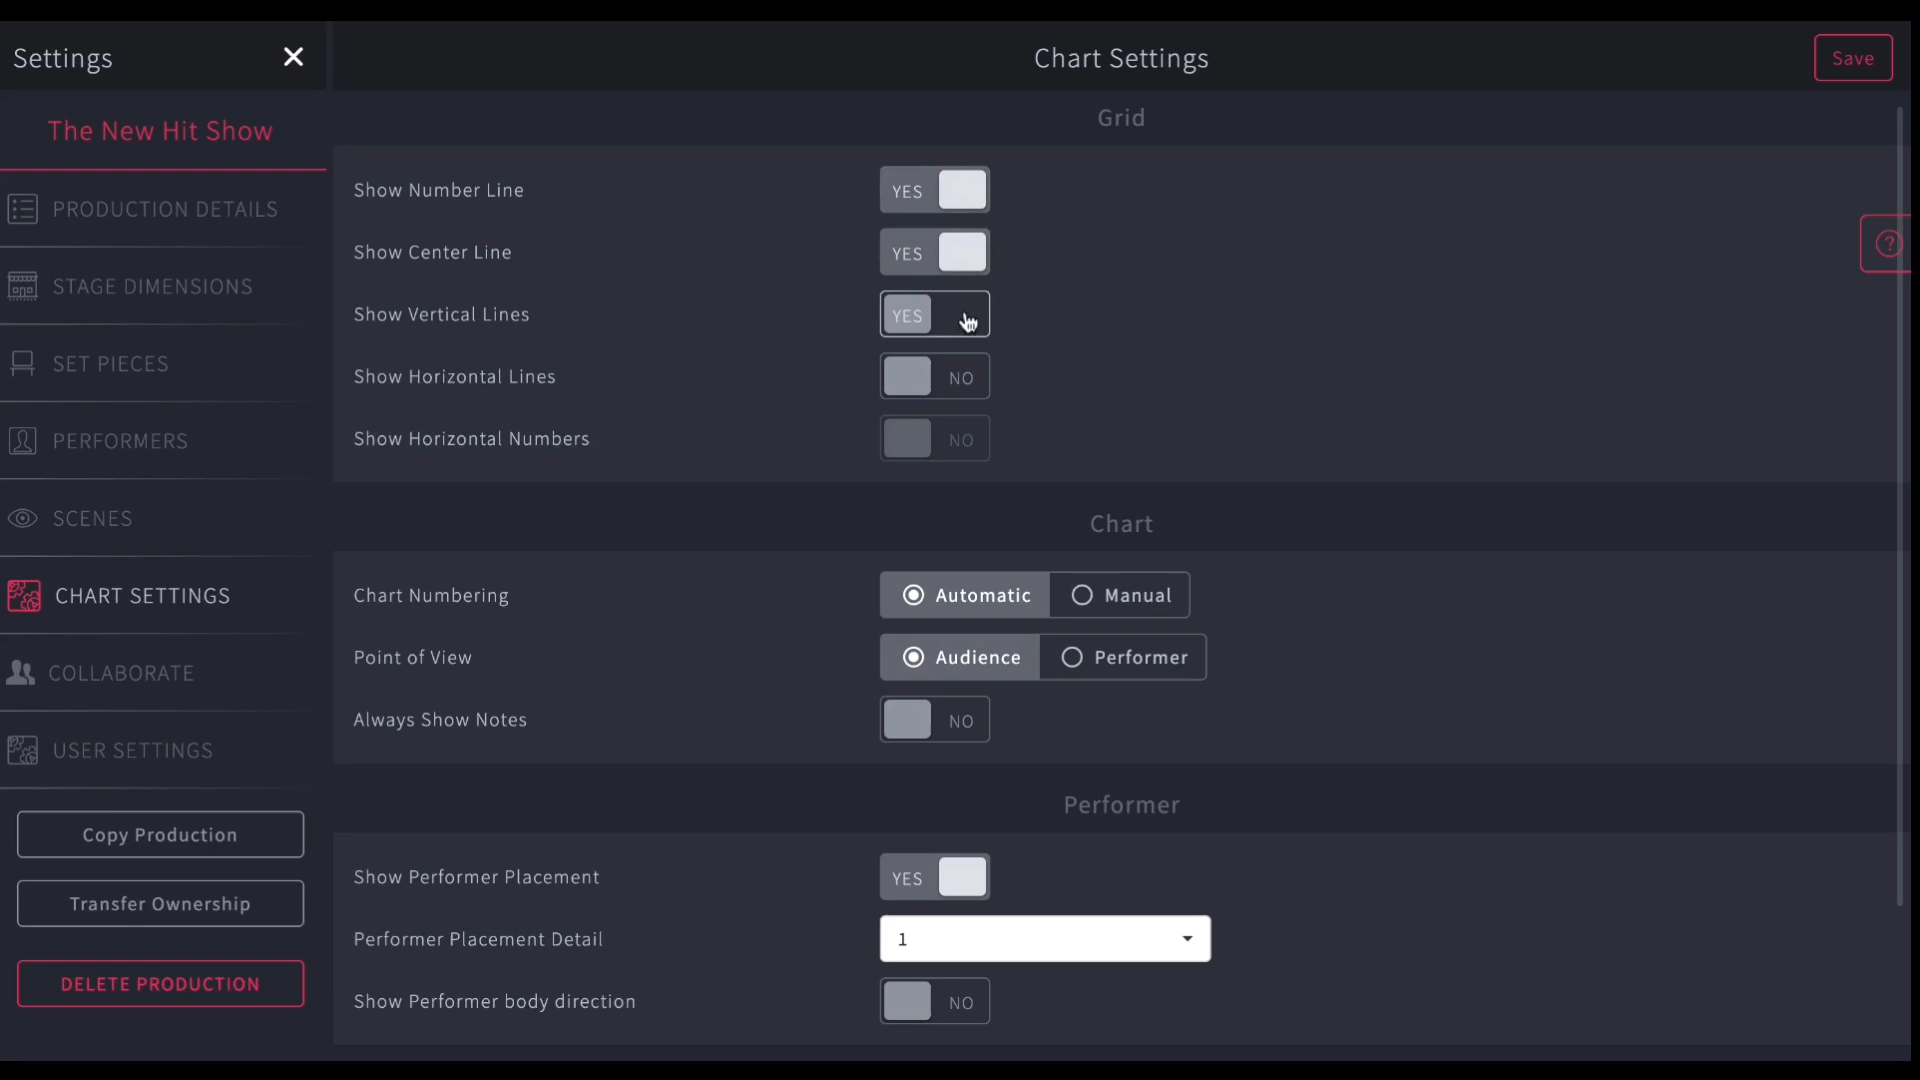 Settings
Chart Settings
Save
The New Hit Show
PRODUCTION DETAILS
STAGE DIMENSIONS
SET PIECES
PERFORMERS
SCENES
CHART SETTINGS
COLLABORATE
USER SETTINGS
Copy Production
Transfer Ownership
DELETE PRODUCTION
Grid
Show Number Line YES
Show Center Line YES
Show Vertical Lines YES
Show Horizontal Lines NO
Show Horizontal Numbers NO
?
Chart
Chart Numbering Automatic Manual
Point of View Audience Performer
Always Show Notes NO
Performer
Show Performer Placement YES
Performer Placement Detail 1
Show Performer body direction NO